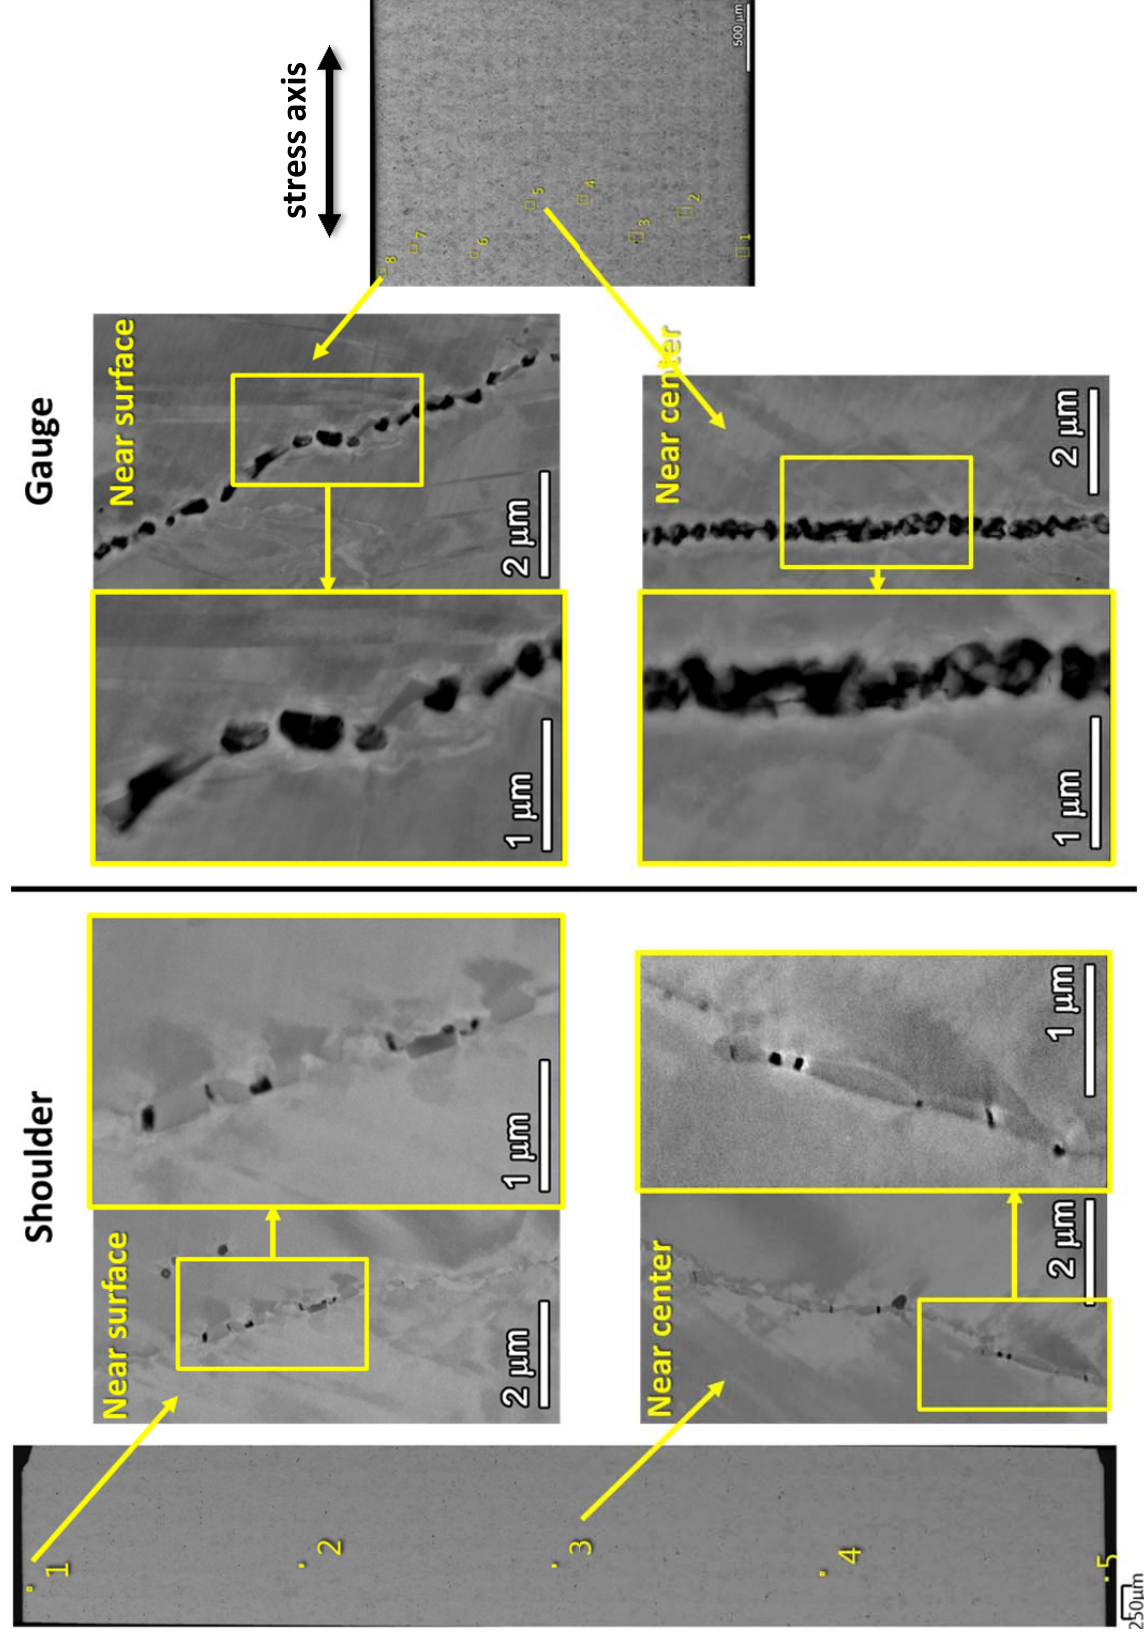 Shoulder
Gauge
stress axis
Near surface
2 μm
1 μm
1 μm
Near surface
2 μm
Near center
2 μm
1 μm
1 μm
Near center
2 μm
1
2
3
4
5
250μm
8
7
6
5
4
3
2
1
500 μm